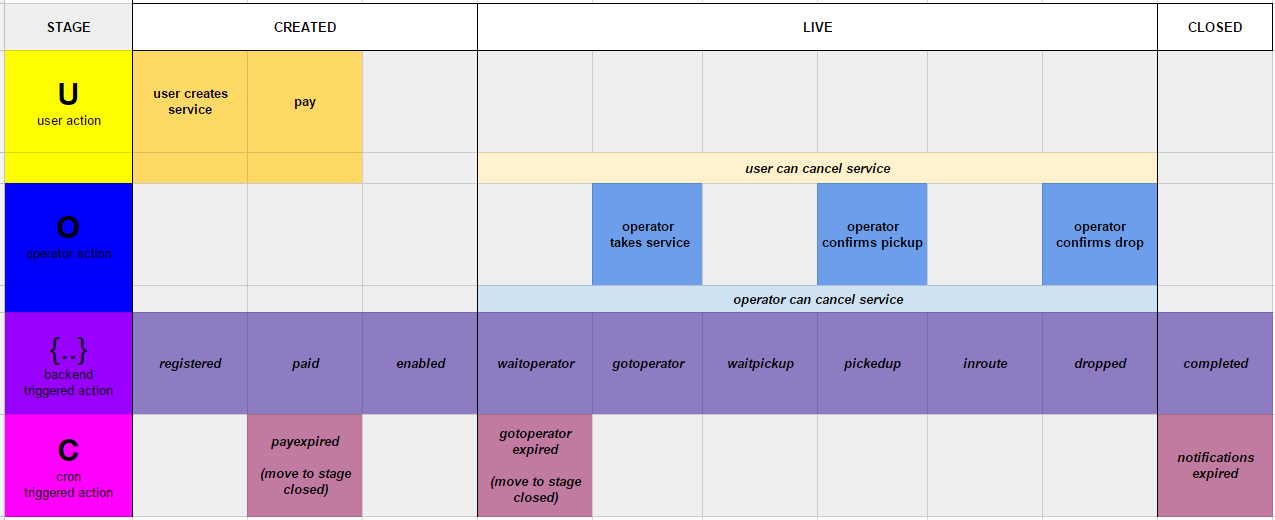 STAGE
CREATED
LIVE
CLOSED
U
user action
user creates
service
pay
user can cancel service
O
operator action
operator
takes service
operator
confirms pickup
operator
confirms drop
operator can cancel service
{..}
backend
triggered action
registered
paid
enabled
waitoperator
gotoperator
waitpickup
pickedup
inroute
dropped
completed
C
cron
triggered action
payexpired
(move to stage
closed)
gotoperator
expired
(move to stage
closed)
notifications
expired